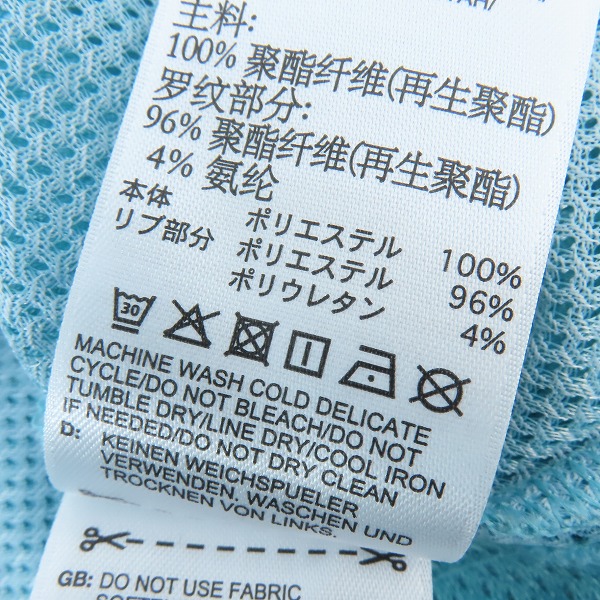 主料:
100% 聚酯纤维(再生聚酯)
罗纹部分:
96% 聚酯纤维(再生聚酯)
4% 氨纶
本体 ポリエステル 100%
リブ部分 ポリエステル 96%
ポリウレタン 4%
30
MACHINE WASH COLD DELICATE
CYCLE/DO NOT BLEACH/DO NOT
TUMBLE DRY/LINE DRY/COOL IRON
IF NEEDED/DO NOT DRY CLEAN
D: KEINEN WEICHSPUELER
VERWENDEN, WASCHEN UND
TROCKNEN VON LINKS.
GB: DO NOT USE FABRIC